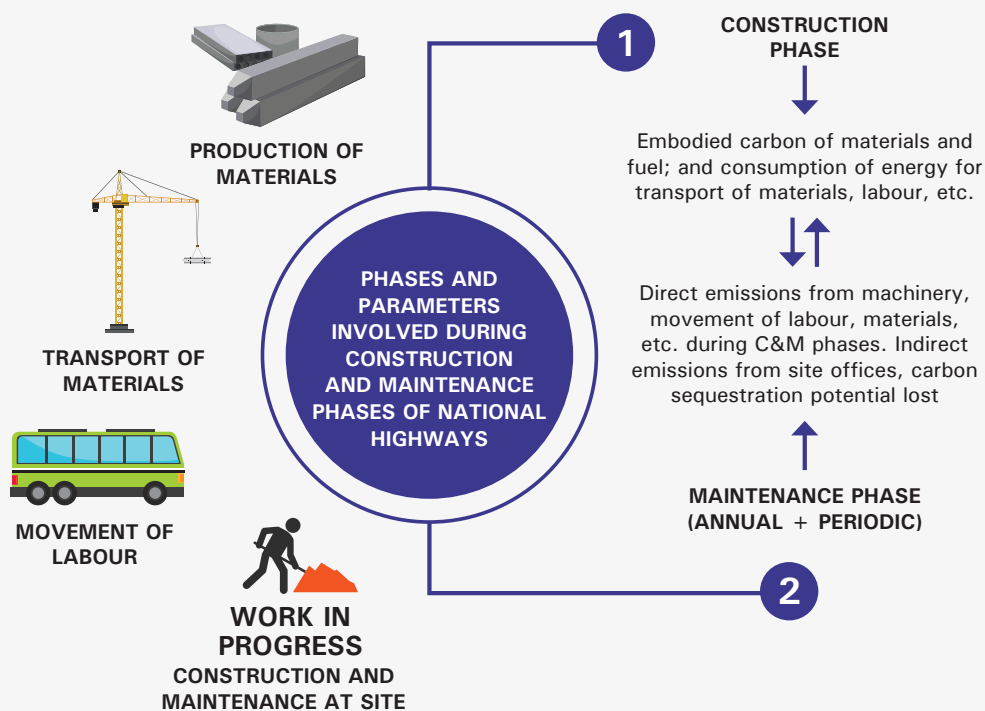 PRODUCTION OF
MATERIALS
TRANSPORT OF
MATERIALS
MOVEMENT OF
LABOUR
WORK IN
PROGRESS
CONSTRUCTION AND
MAINTENANCE AT SITE
PHASES AND
PARAMETERS
INVOLVED DURING
CONSTRUCTION
AND MAINTENANCE
PHASES OF NATIONAL
HIGHWAYS
1
CONSTRUCTION
PHASE
Embodied carbon of materials and
fuel; and consumption of energy for
transport of materials, labour, etc.
Direct emissions from machinery,
movement of labour, materials,
etc. during C&M phases. Indirect
emissions from site offices, carbon
sequestration potential lost
MAINTENANCE PHASE
(ANNUAL + PERIODIC)
2